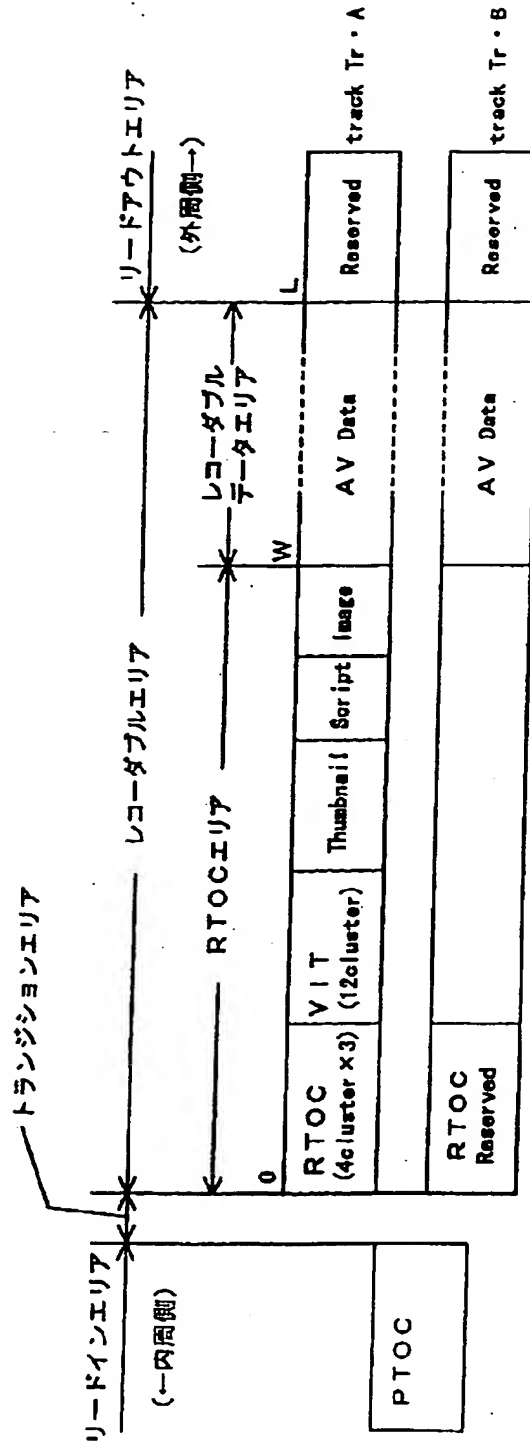 トランジションエリア
リードインエリア
レコーダブルエリア
リードアウトエリア
(←内周側)
(外周側→)
RTOCエリア
レコーダブル
データエリア
0
W
L
PTOC
RTOC
(4cluster×3)
VIT
(12cluster)
Thumbnail
Script
Image
AV Data
Reserved
track Tr・A
RTOC
Reserved
AV Data
Reserved
track Tr・B